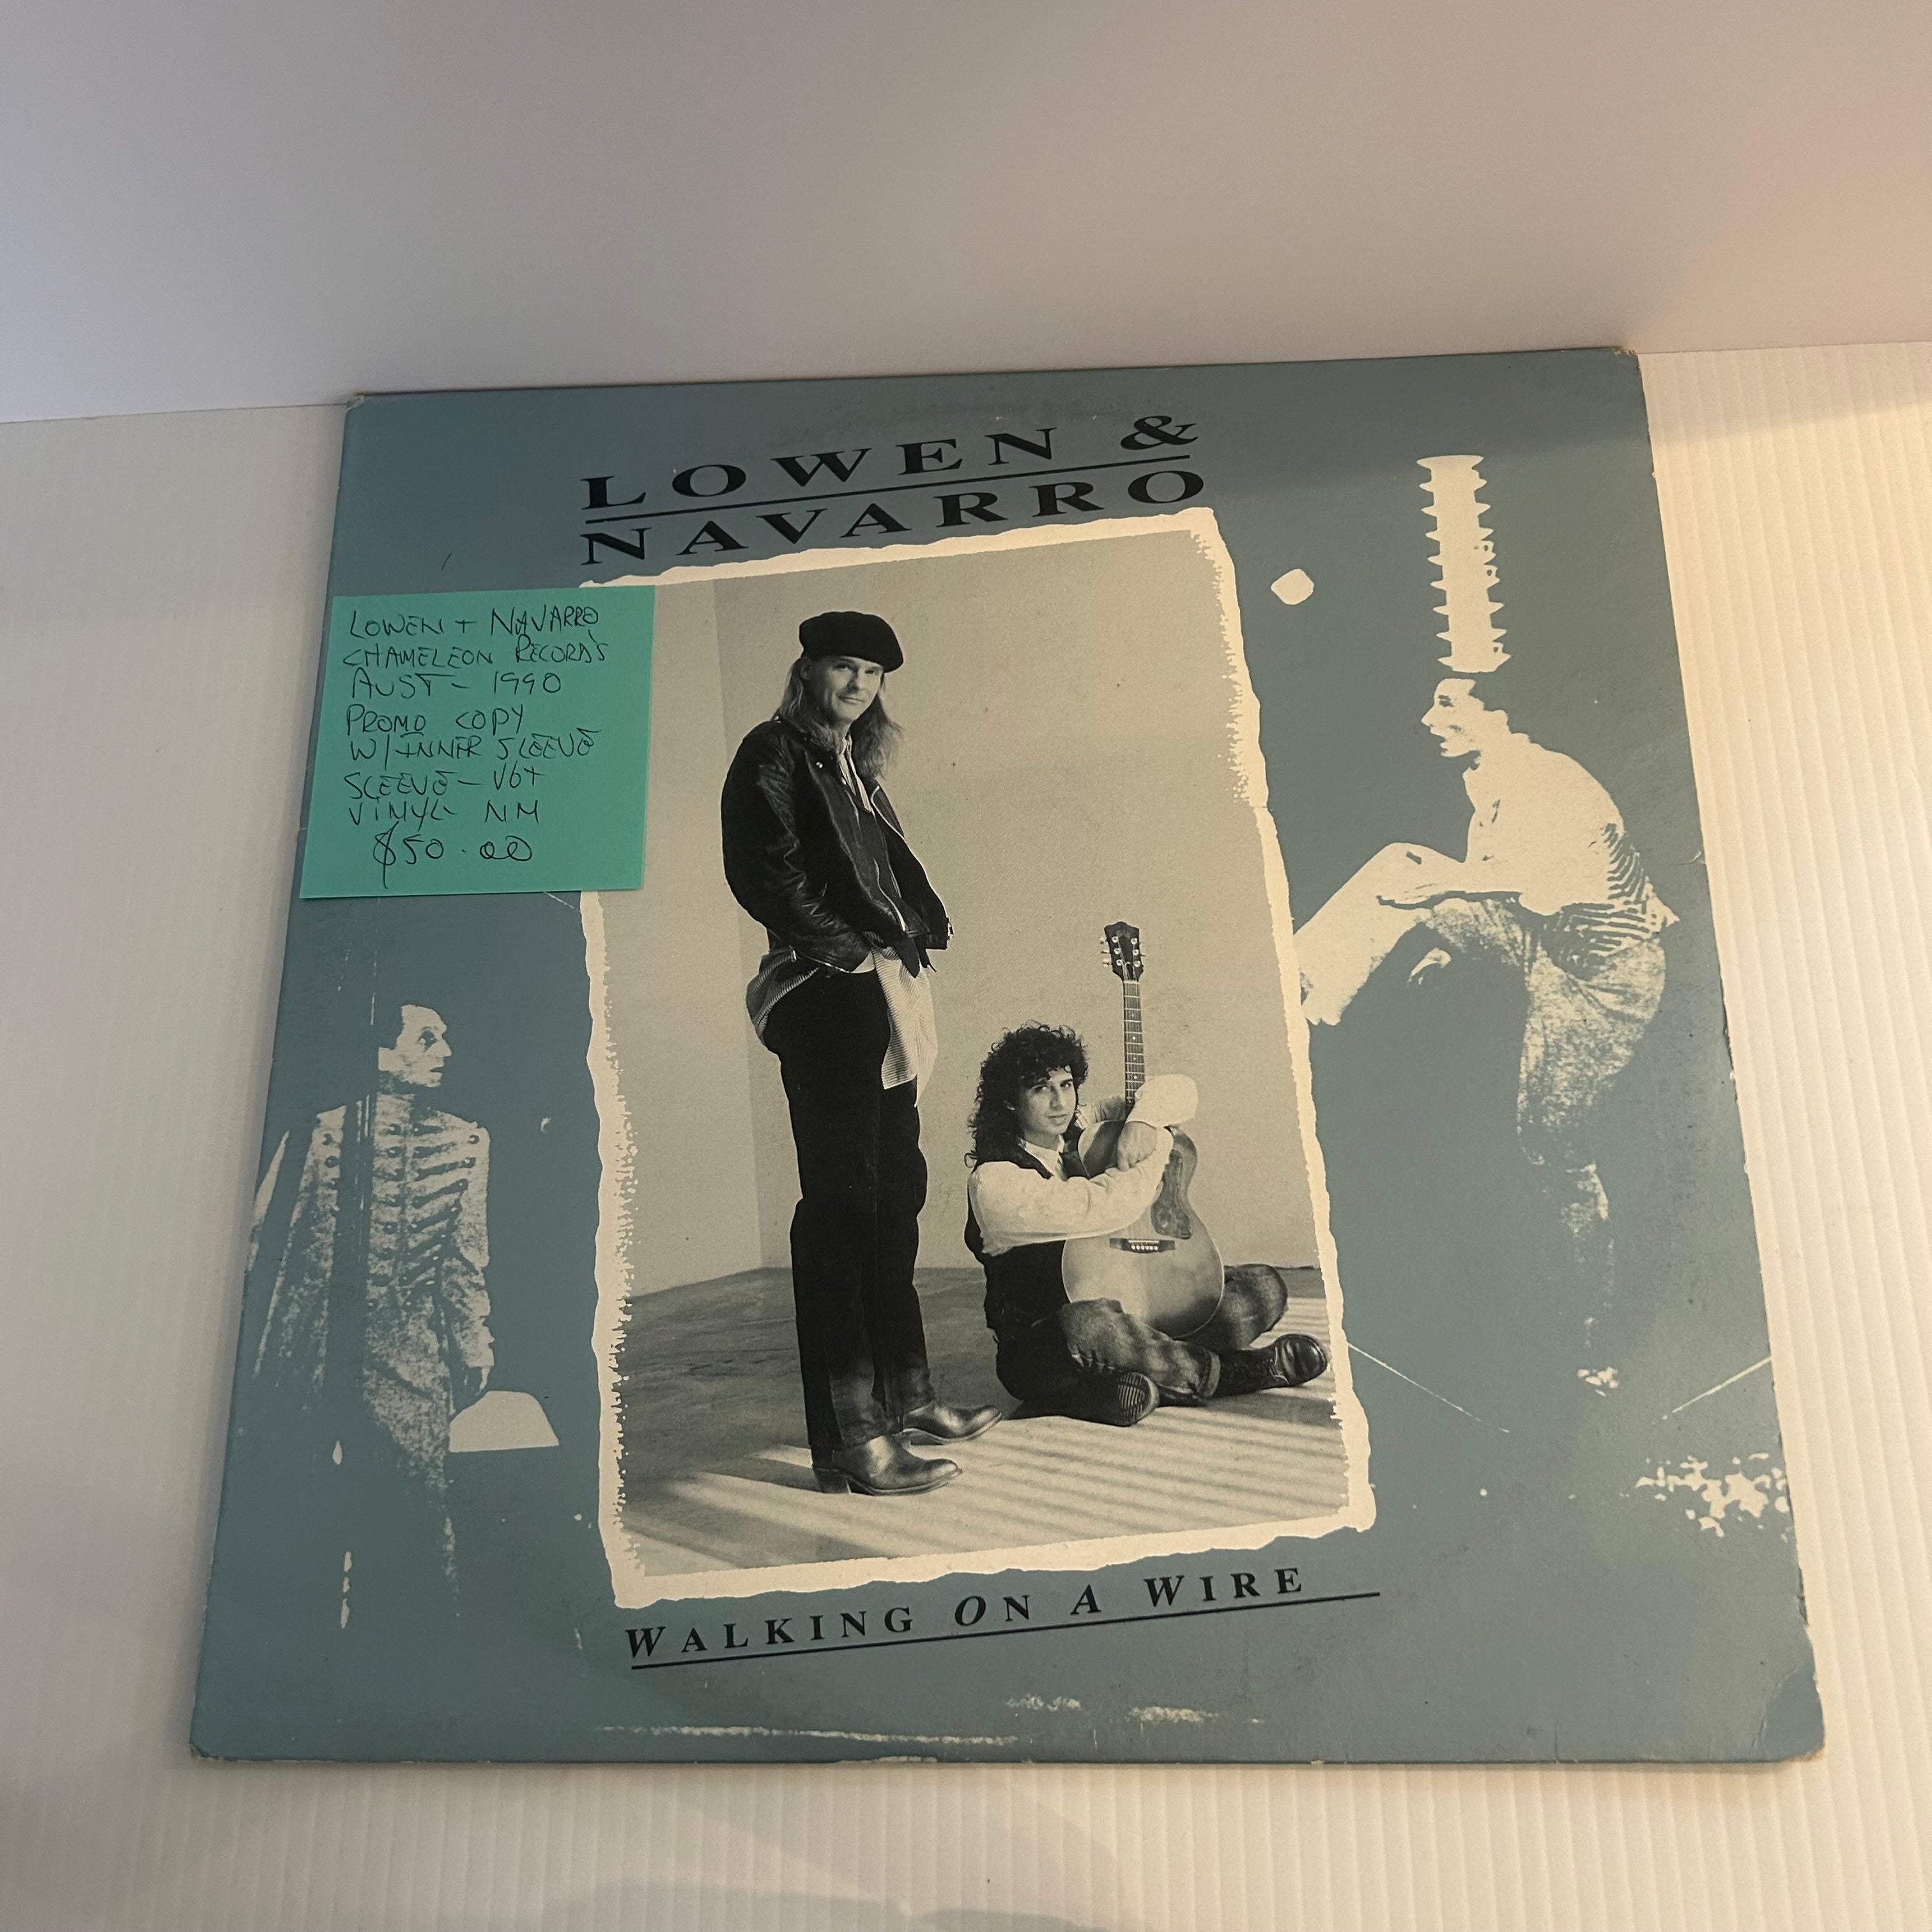 LOWEN &
NAVARRO
LOWEN + NAVARRO
CHAMELEON RECORD'S
AUST - 1990
PROMO COPY
W/INNER SLEEVE
SLEEVE - VG+
VINYL - NM
$50.00
WALKING ON A WIRE